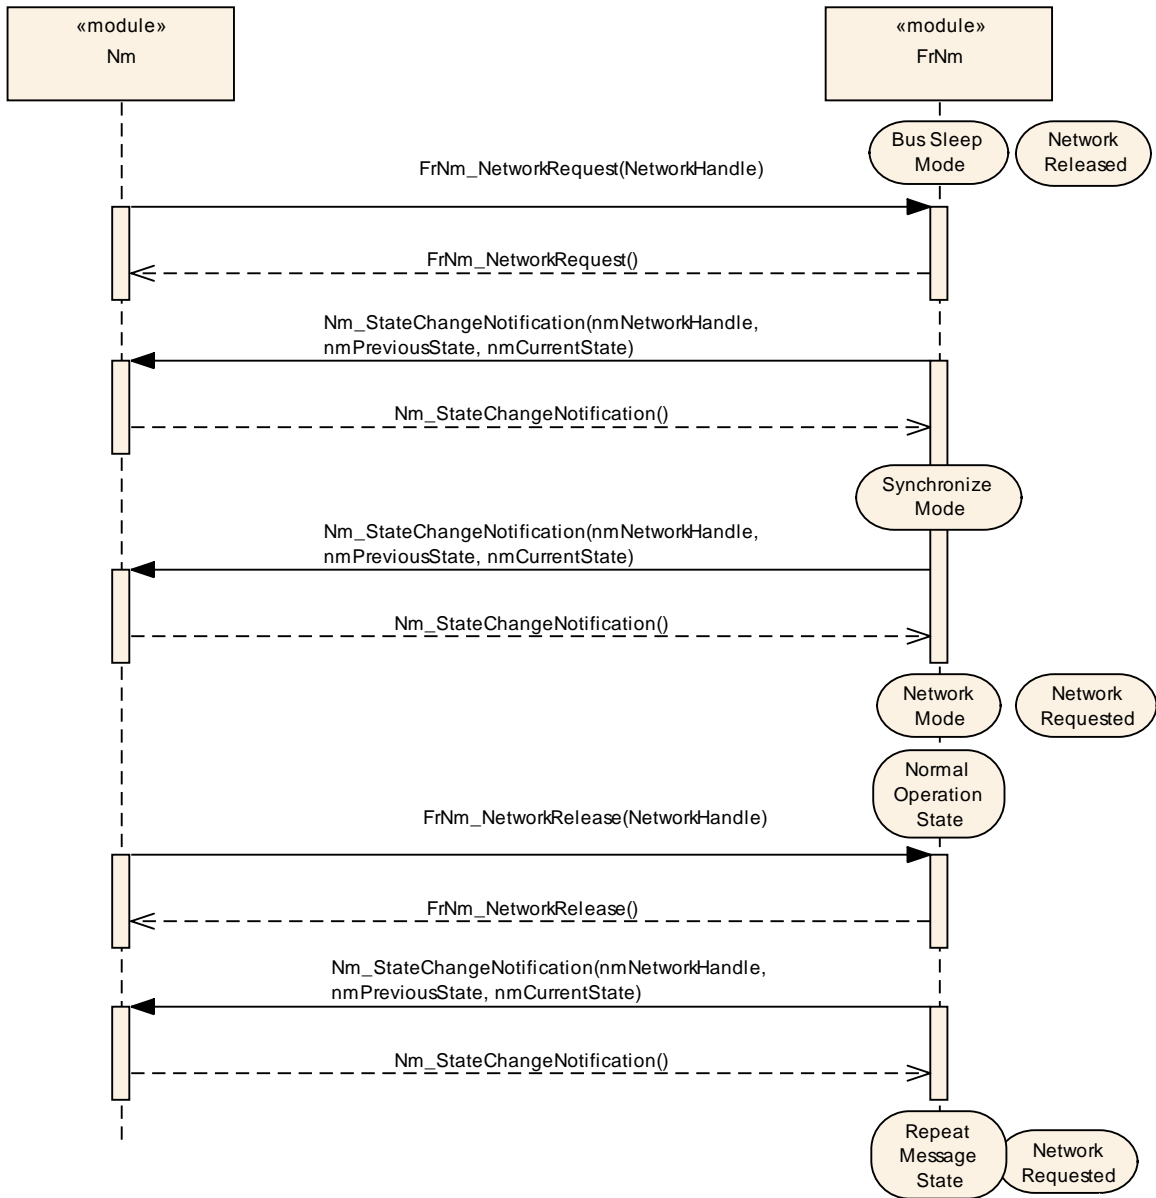 «module»
Nm
«module»
FrNm
Bus Sleep
Mode
Network
Released
FrNm_NetworkRequest(NetworkHandle)
FrNm_NetworkRequest()
Nm_StateChangeNotification(nmNetworkHandle,
nmPreviousState, nmCurrentState)
Nm_StateChangeNotification()
Synchronize
Mode
Nm_StateChangeNotification(nmNetworkHandle,
nmPreviousState, nmCurrentState)
Nm_StateChangeNotification()
Network
Mode
Network
Requested
Normal
Operation
State
FrNm_NetworkRelease(NetworkHandle)
FrNm_NetworkRelease()
Nm_StateChangeNotification(nmNetworkHandle,
nmPreviousState, nmCurrentState)
Nm_StateChangeNotification()
Repeat
Message
State
Network
Requested